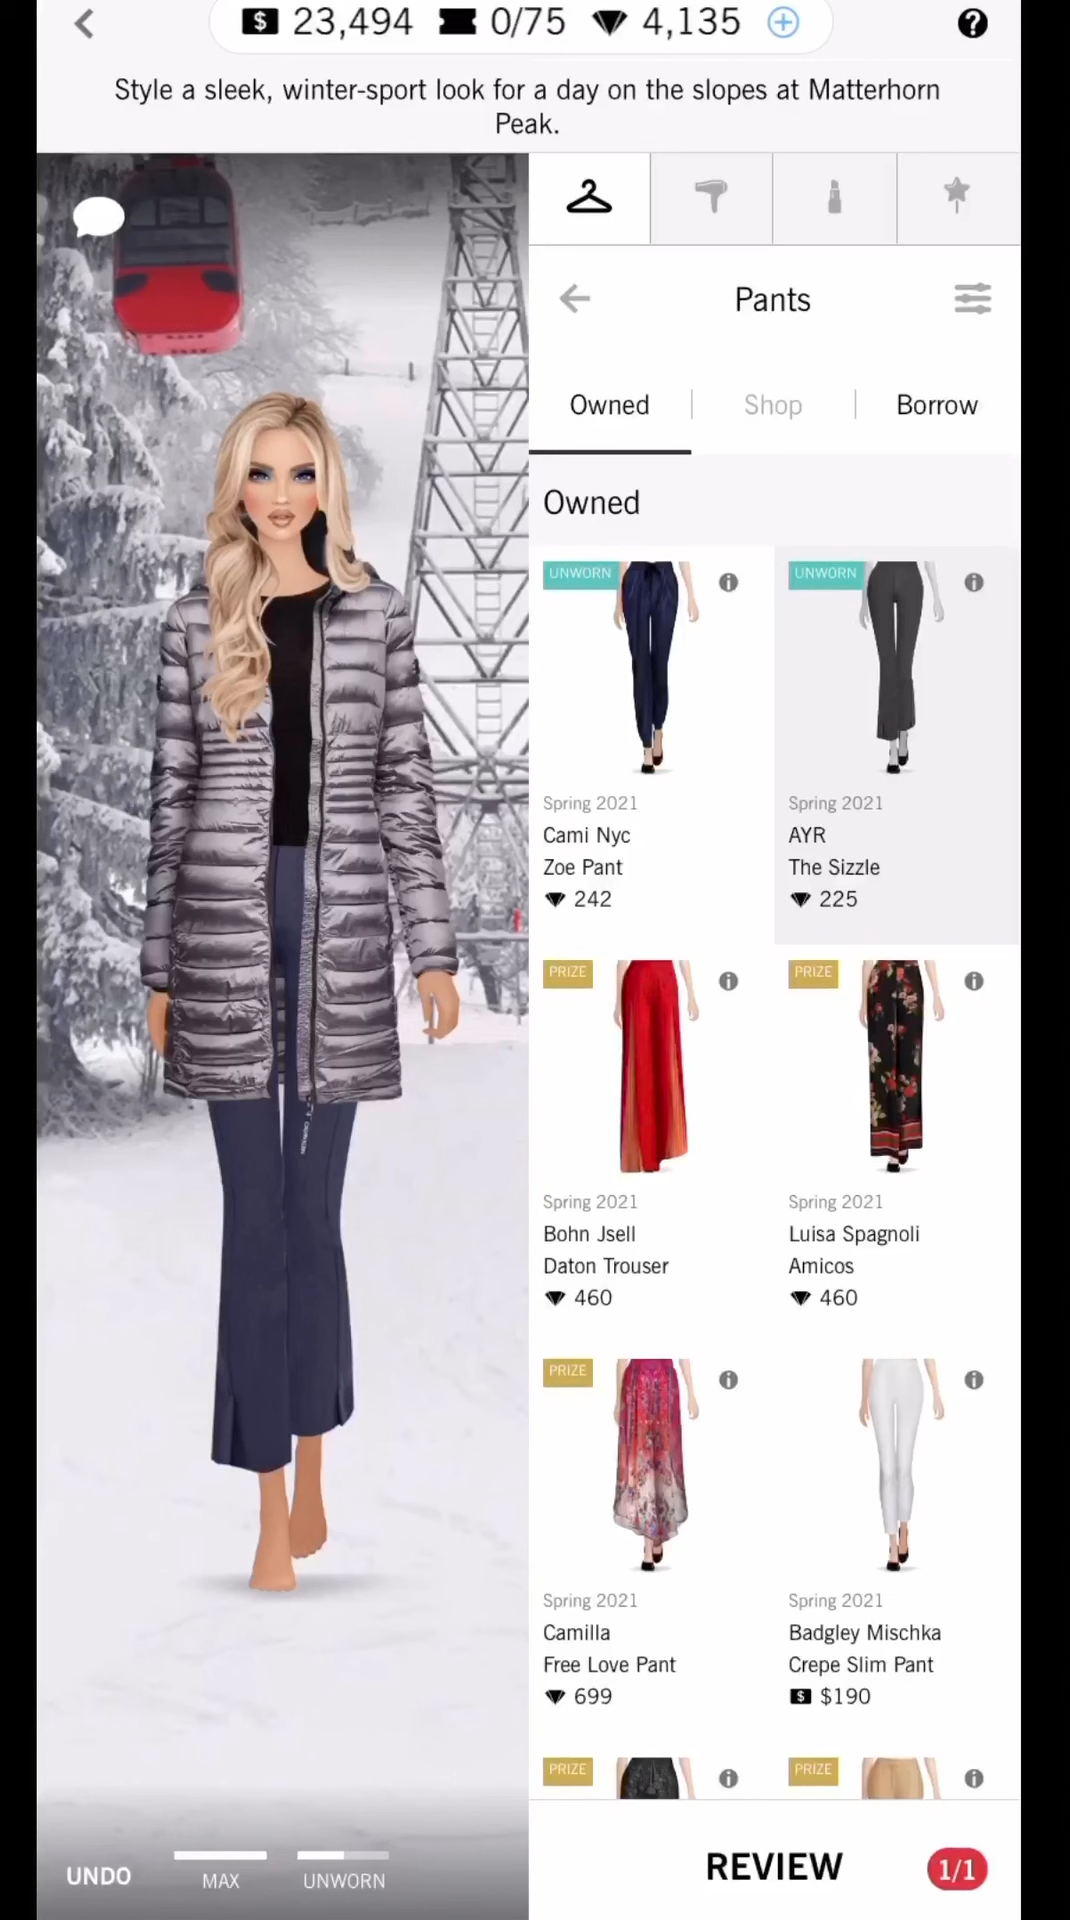 $ 23,494 0/75 4,135 + ?
Style a sleek, winter-sport look for a day on the slopes at Matterhorn
Peak.
Pants
Owned Shop Borrow
Owned
UNWORN UNWORN
Spring 2021 Spring 2021
Cami Nyc AYR
Zoe Pant The Sizzle
242 225
PRIZE PRIZE
Spring 2021 Spring 2021
Bohn Jsell Luisa Spagnoli
Daton Trouser Amicos
460 460
PRIZE
Spring 2021 Spring 2021
Camilla Badgley Mischka
Free Love Pant Crepe Slim Pant
699 $ $190
PRIZE PRIZE
UNDO MAX UNWORN REVIEW 1/1